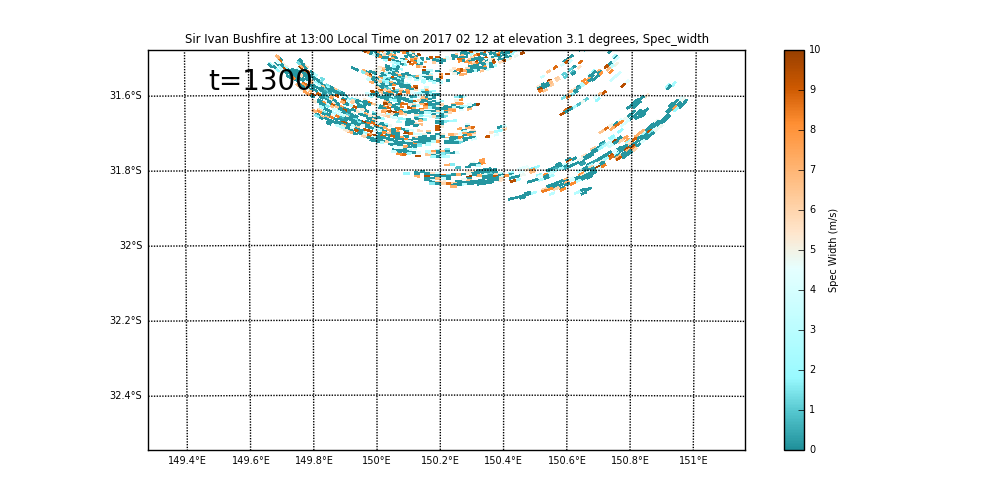 Sir Ivan Bushfire at 13:00 Local Time on 2017 02 12 at elevation 3.1 degrees, Spec_width
t=1300
31.6°S
31.8°S
32°S
32.2°S
32.4°S
149.4°E 149.6°E 149.8°E 150°E 150.2°E 150.4°E 150.6°E 150.8°E 151°E
10
9
8
7
6
5
4
3
2
1
0
Spec Width (m/s)